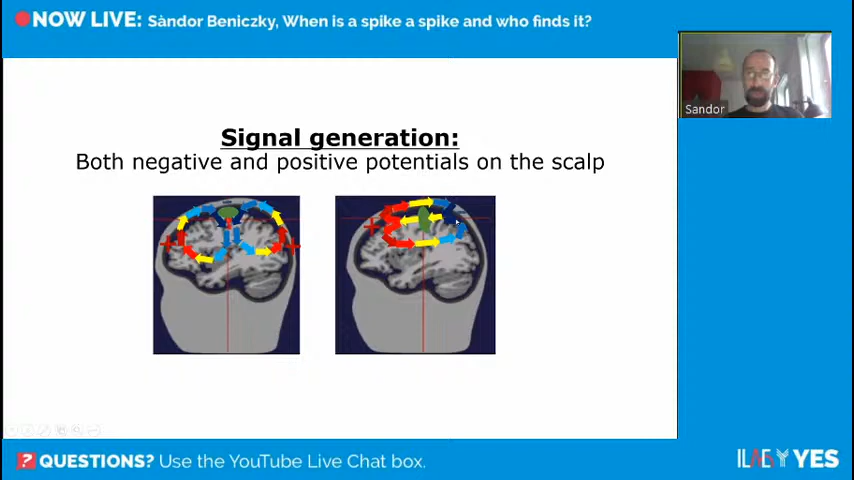 NOW LIVE: Sàndor Beniczky, When is a spike a spike and who finds it?
Sandor
Signal generation:
Both negative and positive potentials on the scalp
? QUESTIONS? Use the YouTube Live Chat box.
ILAE YES